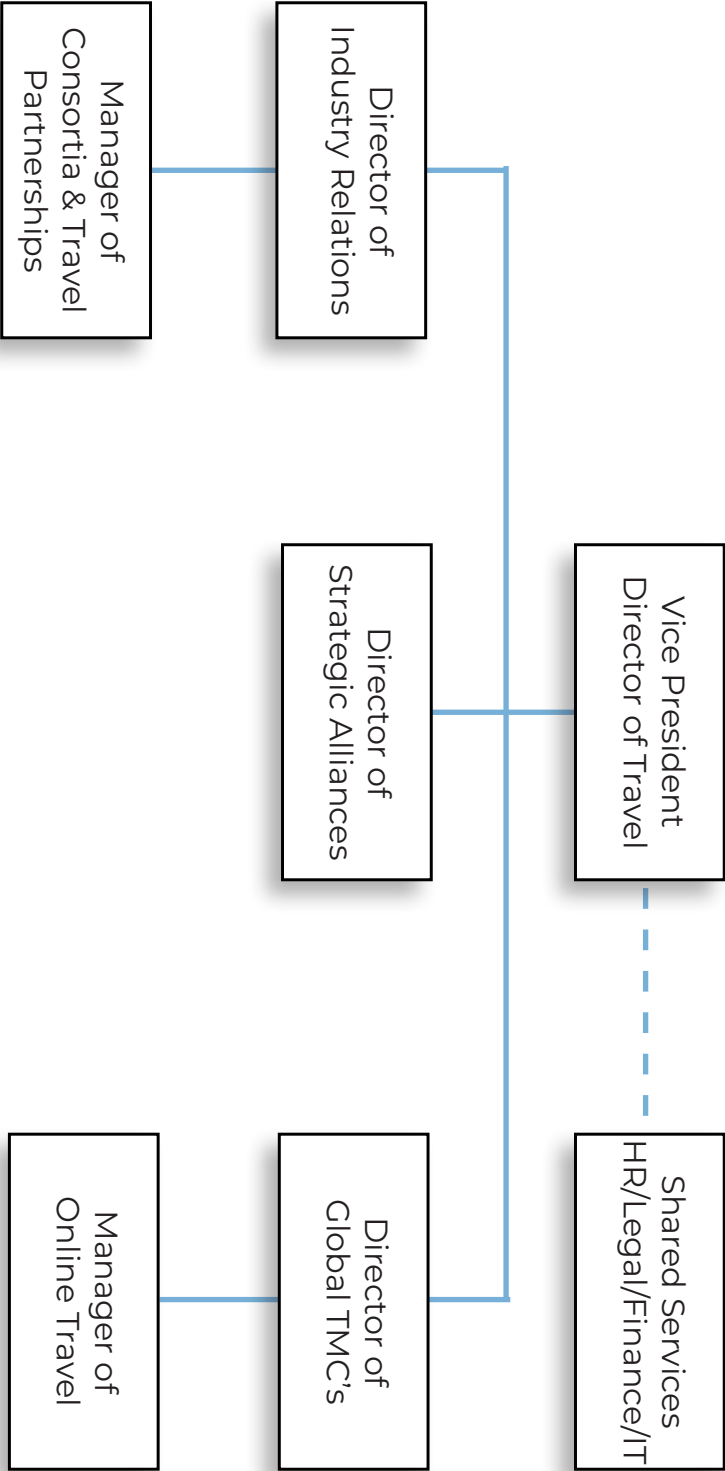 Vice President
Director of Travel
Shared Services
HR/Legal/Finance/IT
Director of
Industry Relations
Director of
Strategic Alliances
Director of
Global TMC's
Manager of
Consortia & Travel
Partnerships
Manager of
Online Travel